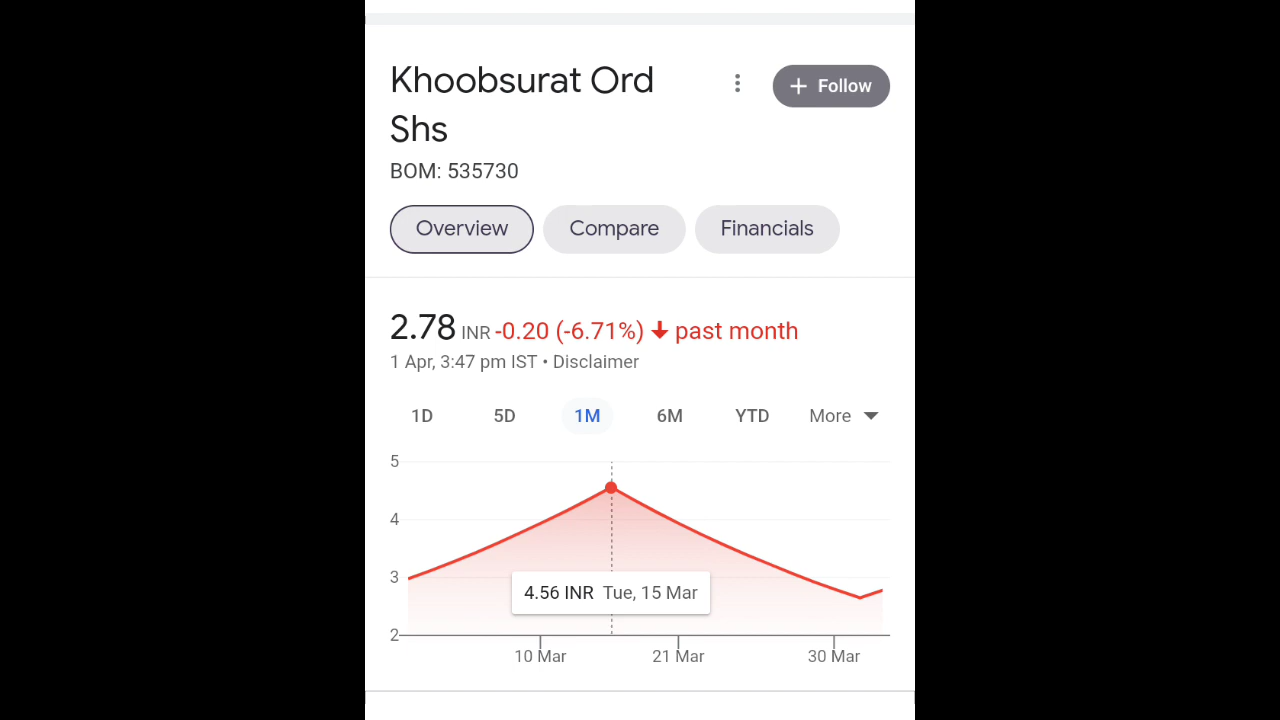 Khoobsurat Ord
Shs
+ Follow
BOM: 535730
Overview Compare Financials
2.78 INR -0.20 (-6.71%) ↓ past month
1 Apr, 3:47 pm IST • Disclaimer
1D 5D 1M 6M YTD More
5
4
3
4.56 INR Tue, 15 Mar
2
10 Mar 21 Mar 30 Mar